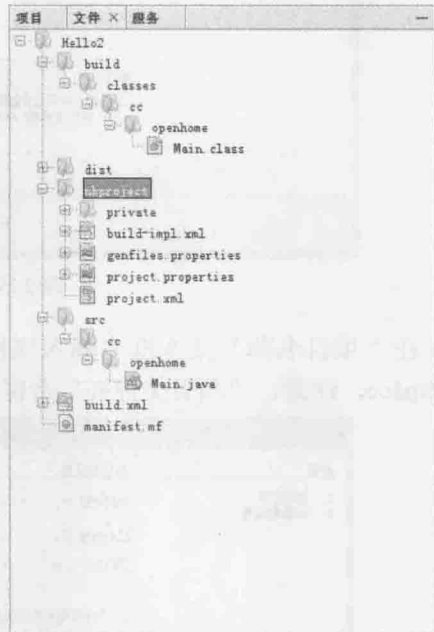 项目 文件 × 服务
Hello2
build
classes
cc
openhome
Main.class
dist
nbproject
private
build-impl.xml
genfiles.properties
project.properties
project.xml
src
cc
openhome
Main.java
build.xml
manifest.mf